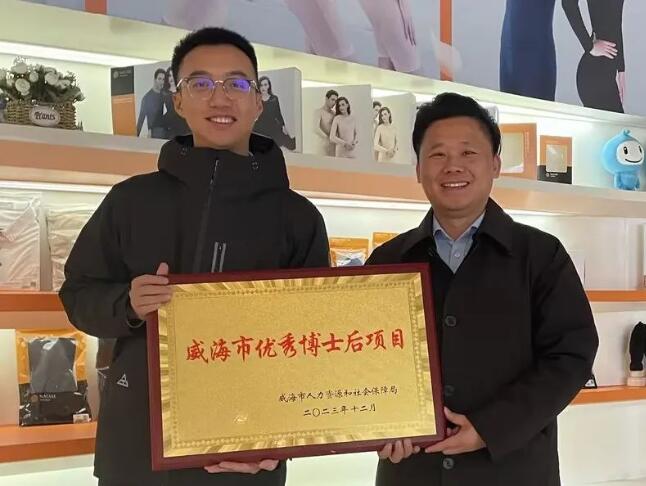 Plants
威海市优秀博士后项目
威海市人力资源和社会保障局
二〇二三年十二月